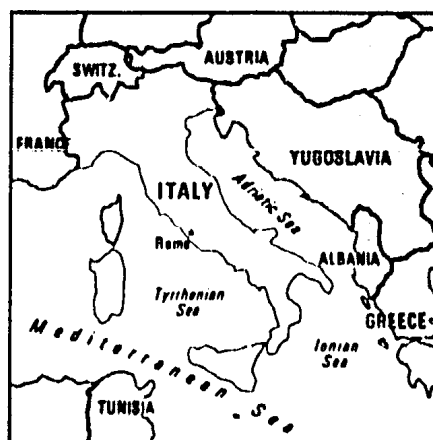 AUSTRIA
SWITZ.
FRANCE
YUGOSLAVIA
ITALY
Adriatic Sea
Rome
ALBANIA
Tyrrhenian
Sea
GREECE
Mediterranean Sea
Ionian
Sea
TUNISIA